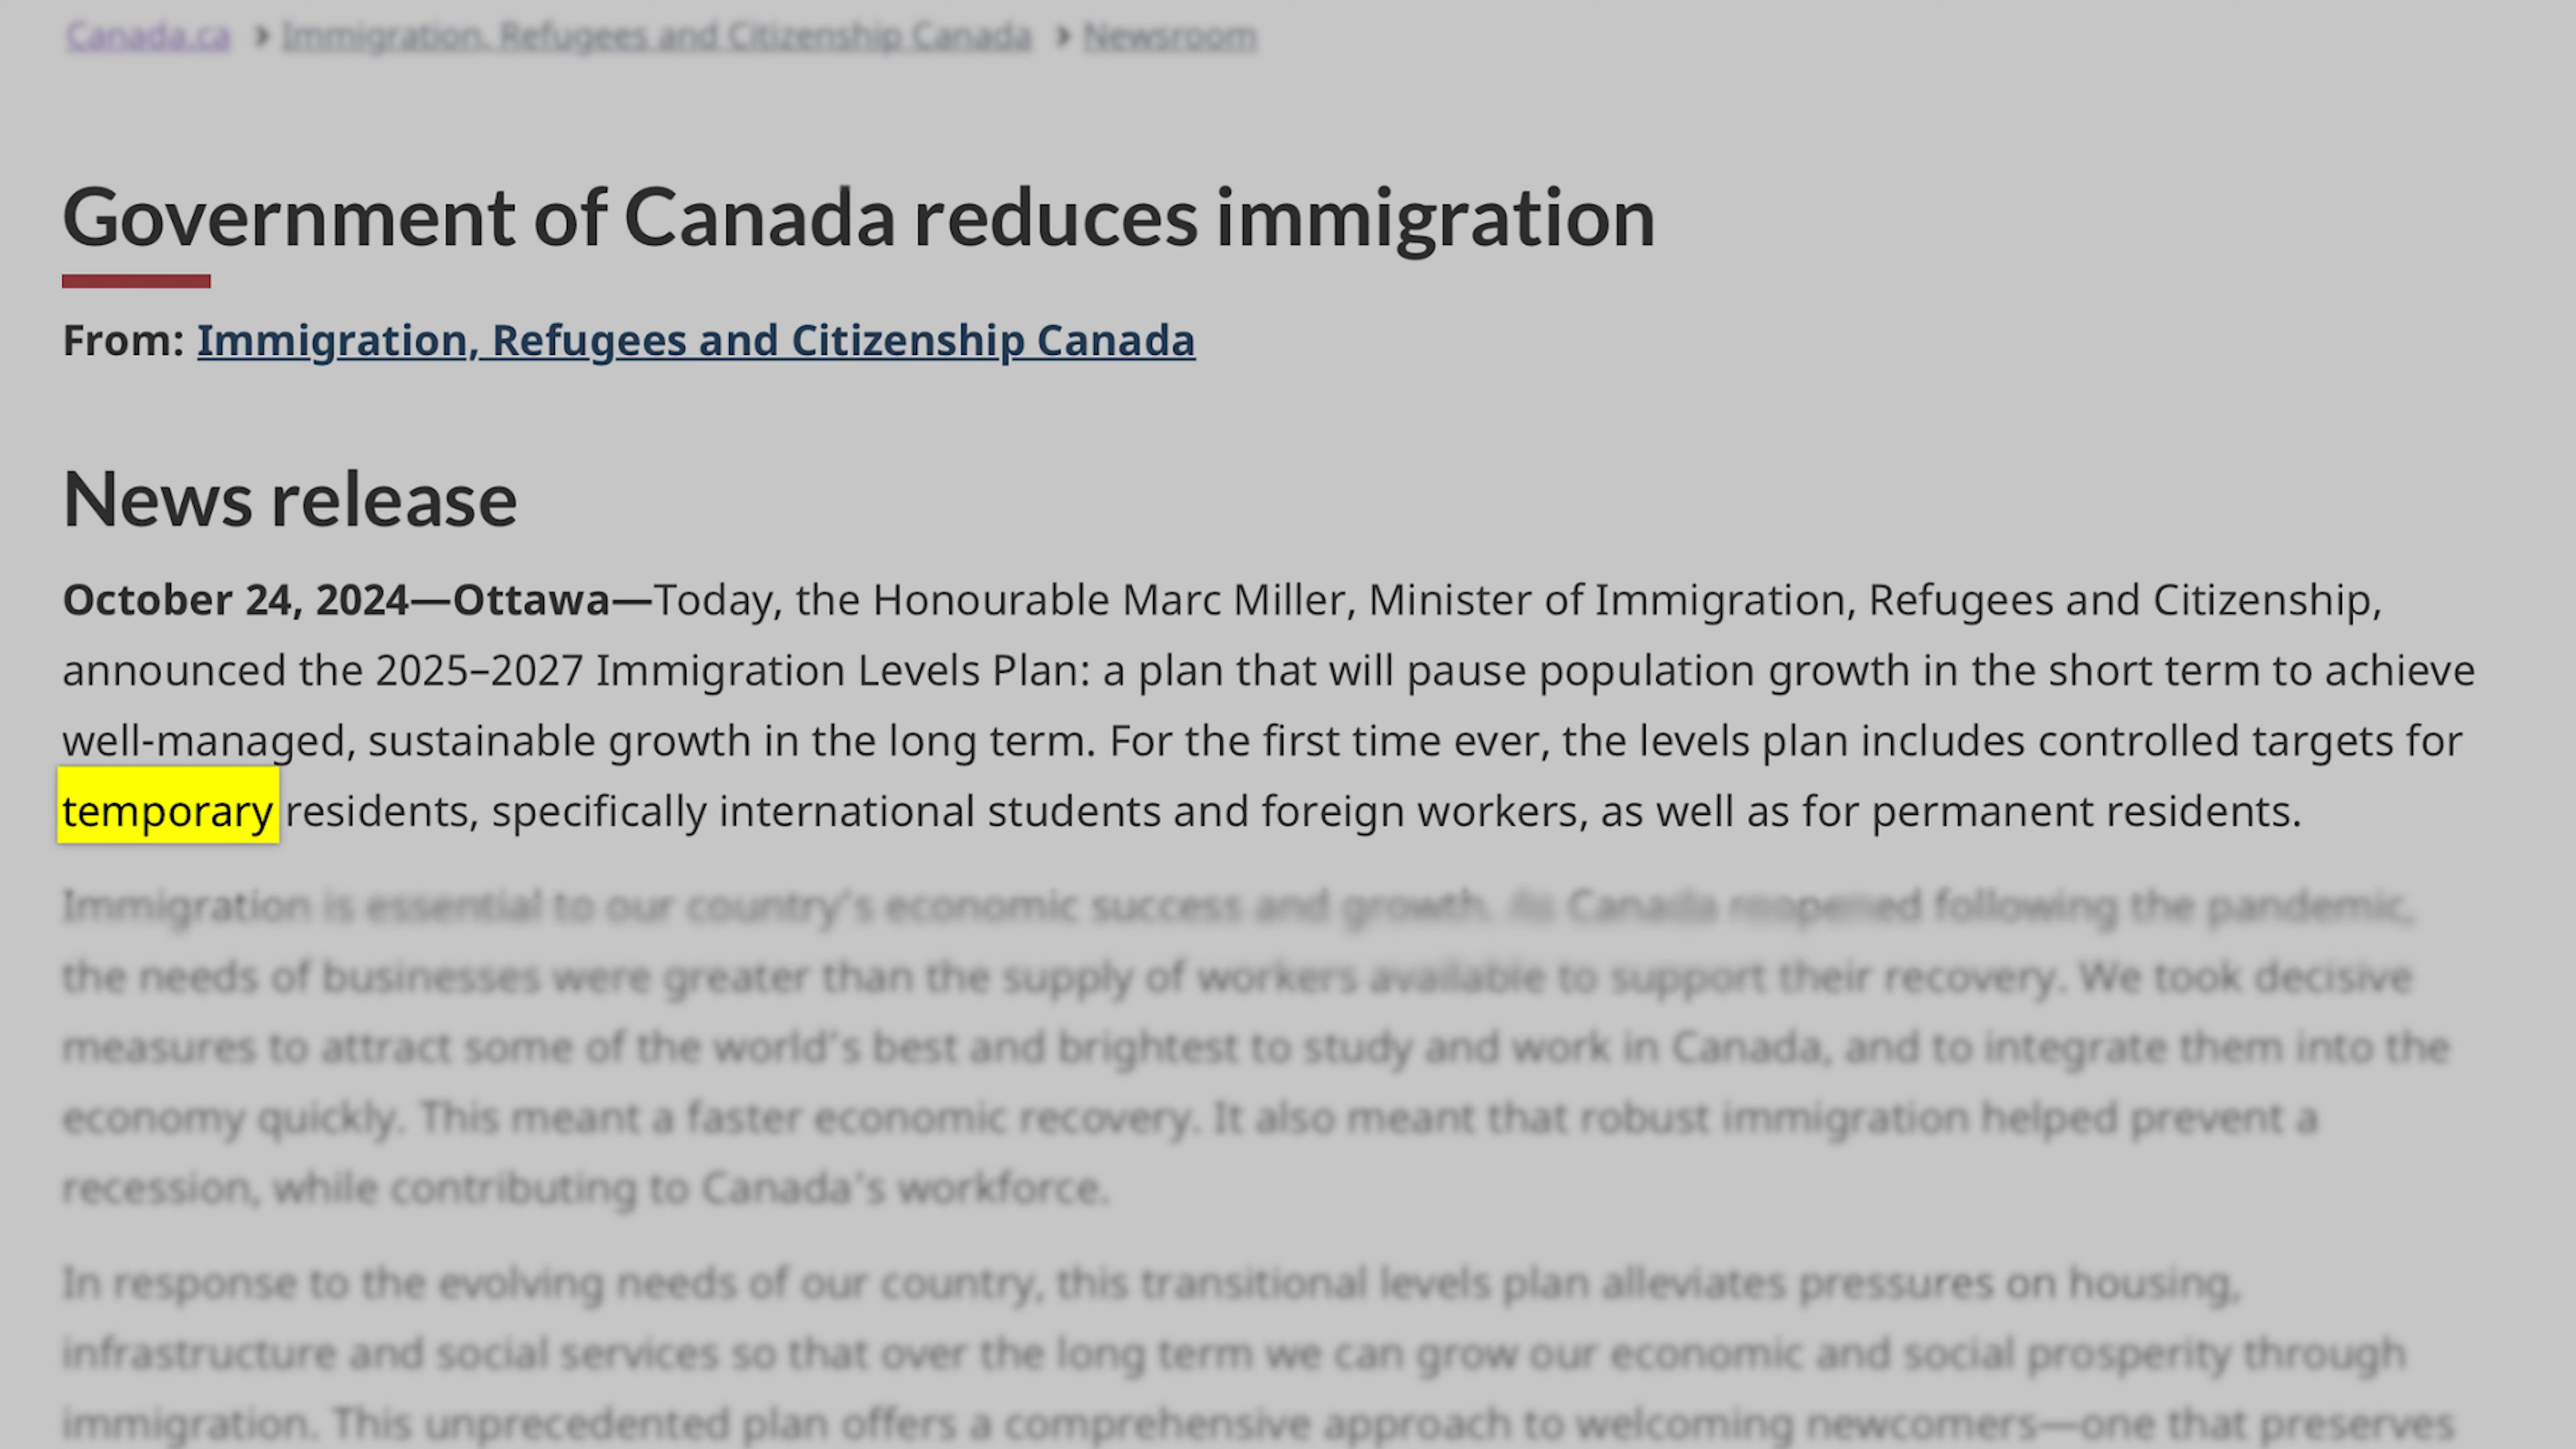 Canada.ca > Immigration, Refugees and Citizenship Canada > Newsroom
Government of Canada reduces immigration
From: Immigration, Refugees and Citizenship Canada
News release
October 24, 2024—Ottawa—Today, the Honourable Marc Miller, Minister of Immigration, Refugees and Citizenship,
announced the 2025–2027 Immigration Levels Plan: a plan that will pause population growth in the short term to achieve
well-managed, sustainable growth in the long term. For the first time ever, the levels plan includes controlled targets for
temporary residents, specifically international students and foreign workers, as well as for permanent residents.
Immigration is essential to our country's economic success and growth. As Canada reopened following the pandemic,
the needs of businesses were greater than the supply of workers available to support their recovery. We took decisive
measures to attract some of the world's best and brightest to study and work in Canada, and to integrate them into the
economy quickly. This meant a faster economic recovery. It also meant that robust immigration helped prevent a
recession, while contributing to Canada's workforce.
In response to the evolving needs of our country, this transitional levels plan alleviates pressures on housing,
infrastructure and social services so that over the long term we can grow our economic and social prosperity through
immigration. This unprecedented plan offers a comprehensive approach to welcoming newcomers—one that preserves